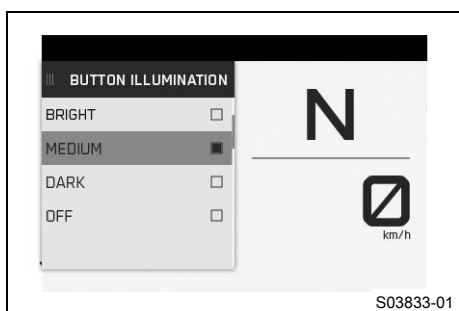 BUTTON ILLUMINATION
BRIGHT
MEDIUM
DARK
OFF
N
0
km/h
S03833-01